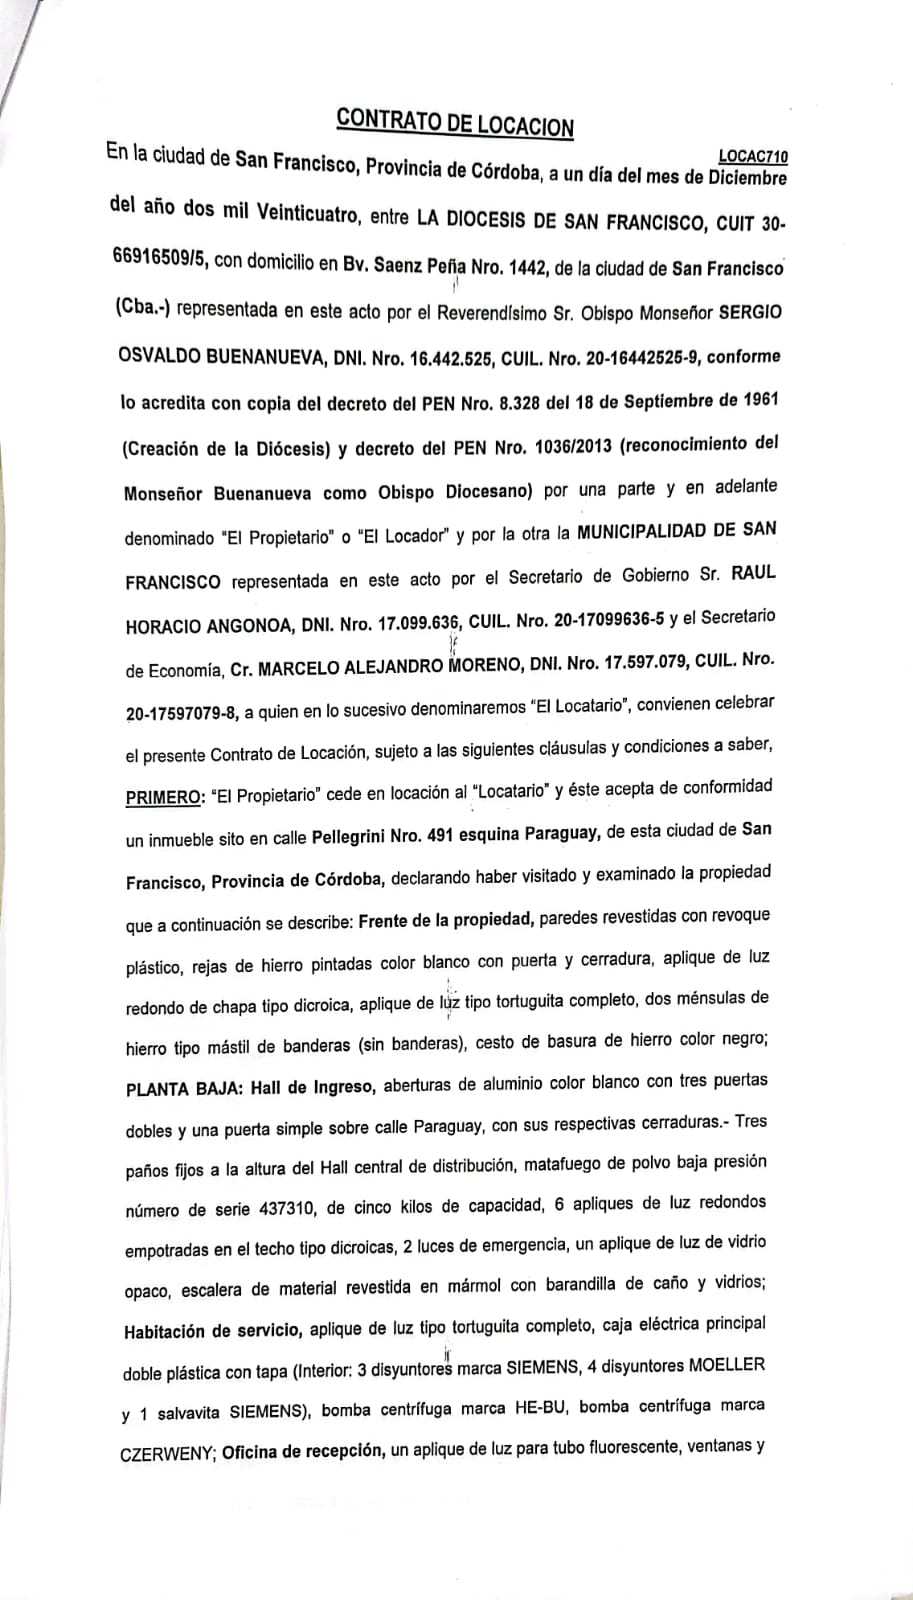 CONTRATO DE LOCACION
LOCAC710
En la ciudad de San Francisco, Provincia de Córdoba, a un día del mes de Diciembre
del año dos mil Veinticuatro, entre LA DIOCESIS DE SAN FRANCISCO, CUIT 30-
66916509/5, con domicilio en Bv. Saenz Peña Nro. 1442, de la ciudad de San Francisco
(Cba.-) representada en este acto por el Reverendísimo Sr. Obispo Monseñor SERGIO
OSVALDO BUENANUEVA, DNI. Nro. 16.442.525, CUIL. Nro. 20-16442525-9, conforme
lo acredita con copia del decreto del PEN Nro. 8.328 del 18 de Septiembre de 1961
(Creación de la Diócesis) y decreto del PEN Nro. 1036/2013 (reconocimiento del
Monseñor Buenanueva como Obispo Diocesano) por una parte y en adelante
denominado "El Propietario" o "El Locador" y por la otra la MUNICIPALIDAD DE SAN
FRANCISCO representada en este acto por el Secretario de Gobierno Sr. RAUL
HORACIO ANGONOA, DNI. Nro. 17.099.636, CUIL. Nro. 20-17099636-5 y el Secretario
de Economía, Cr. MARCELO ALEJANDRO MORENO, DNI. Nro. 17.597.079, CUIL. Nro.
20-17597079-8, a quien en lo sucesivo denominaremos "El Locatario", convienen celebrar
el presente Contrato de Locación, sujeto a las siguientes cláusulas y condiciones a saber,
PRIMERO: "El Propietario" cede en locación al "Locatario" y éste acepta de conformidad
un inmueble sito en calle Pellegrini Nro. 491 esquina Paraguay, de esta ciudad de San
Francisco, Provincia de Córdoba, declarando haber visitado y examinado la propiedad
que a continuación se describe: Frente de la propiedad, paredes revestidas con revoque
plástico, rejas de hierro pintadas color blanco con puerta y cerradura, aplique de luz
redondo de chapa tipo dicroica, aplique de luz tipo tortuguita completo, dos ménsulas de
hierro tipo mástil de banderas (sin banderas), cesto de basura de hierro color negro;
PLANTA BAJA: Hall de Ingreso, aberturas de aluminio color blanco con tres puertas
dobles y una puerta simple sobre calle Paraguay, con sus respectivas cerraduras.- Tres
paños fijos a la altura del Hall central de distribución, matafuego de polvo baja presión
número de serie 437310, de cinco kilos de capacidad, 6 apliques de luz redondos
empotradas en el techo tipo dicroicas, 2 luces de emergencia, un aplique de luz de vidrio
opaco, escalera de material revestida en mármol con barandilla de caño y vidrios;
Habitación de servicio, aplique de luz tipo tortuguita completo, caja eléctrica principal
doble plástica con tapa (Interior: 3 disyuntores marca SIEMENS, 4 disyuntores MOELLER
y 1 salvavita SIEMENS), bomba centrífuga marca HE-BU, bomba centrífuga marca
CZERWENY; Oficina de recepción, un aplique de luz para tubo fluorescente, ventanas y